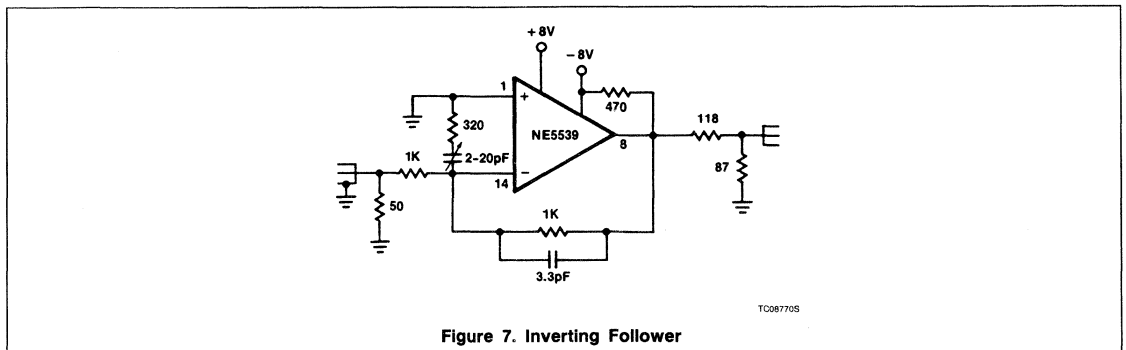 +8V
−8V
1
+
470
320
NE5539
118
8
1K
2-20pF
−
14
87
50
1K
3.3pF
TC08770S
Figure 7. Inverting Follower